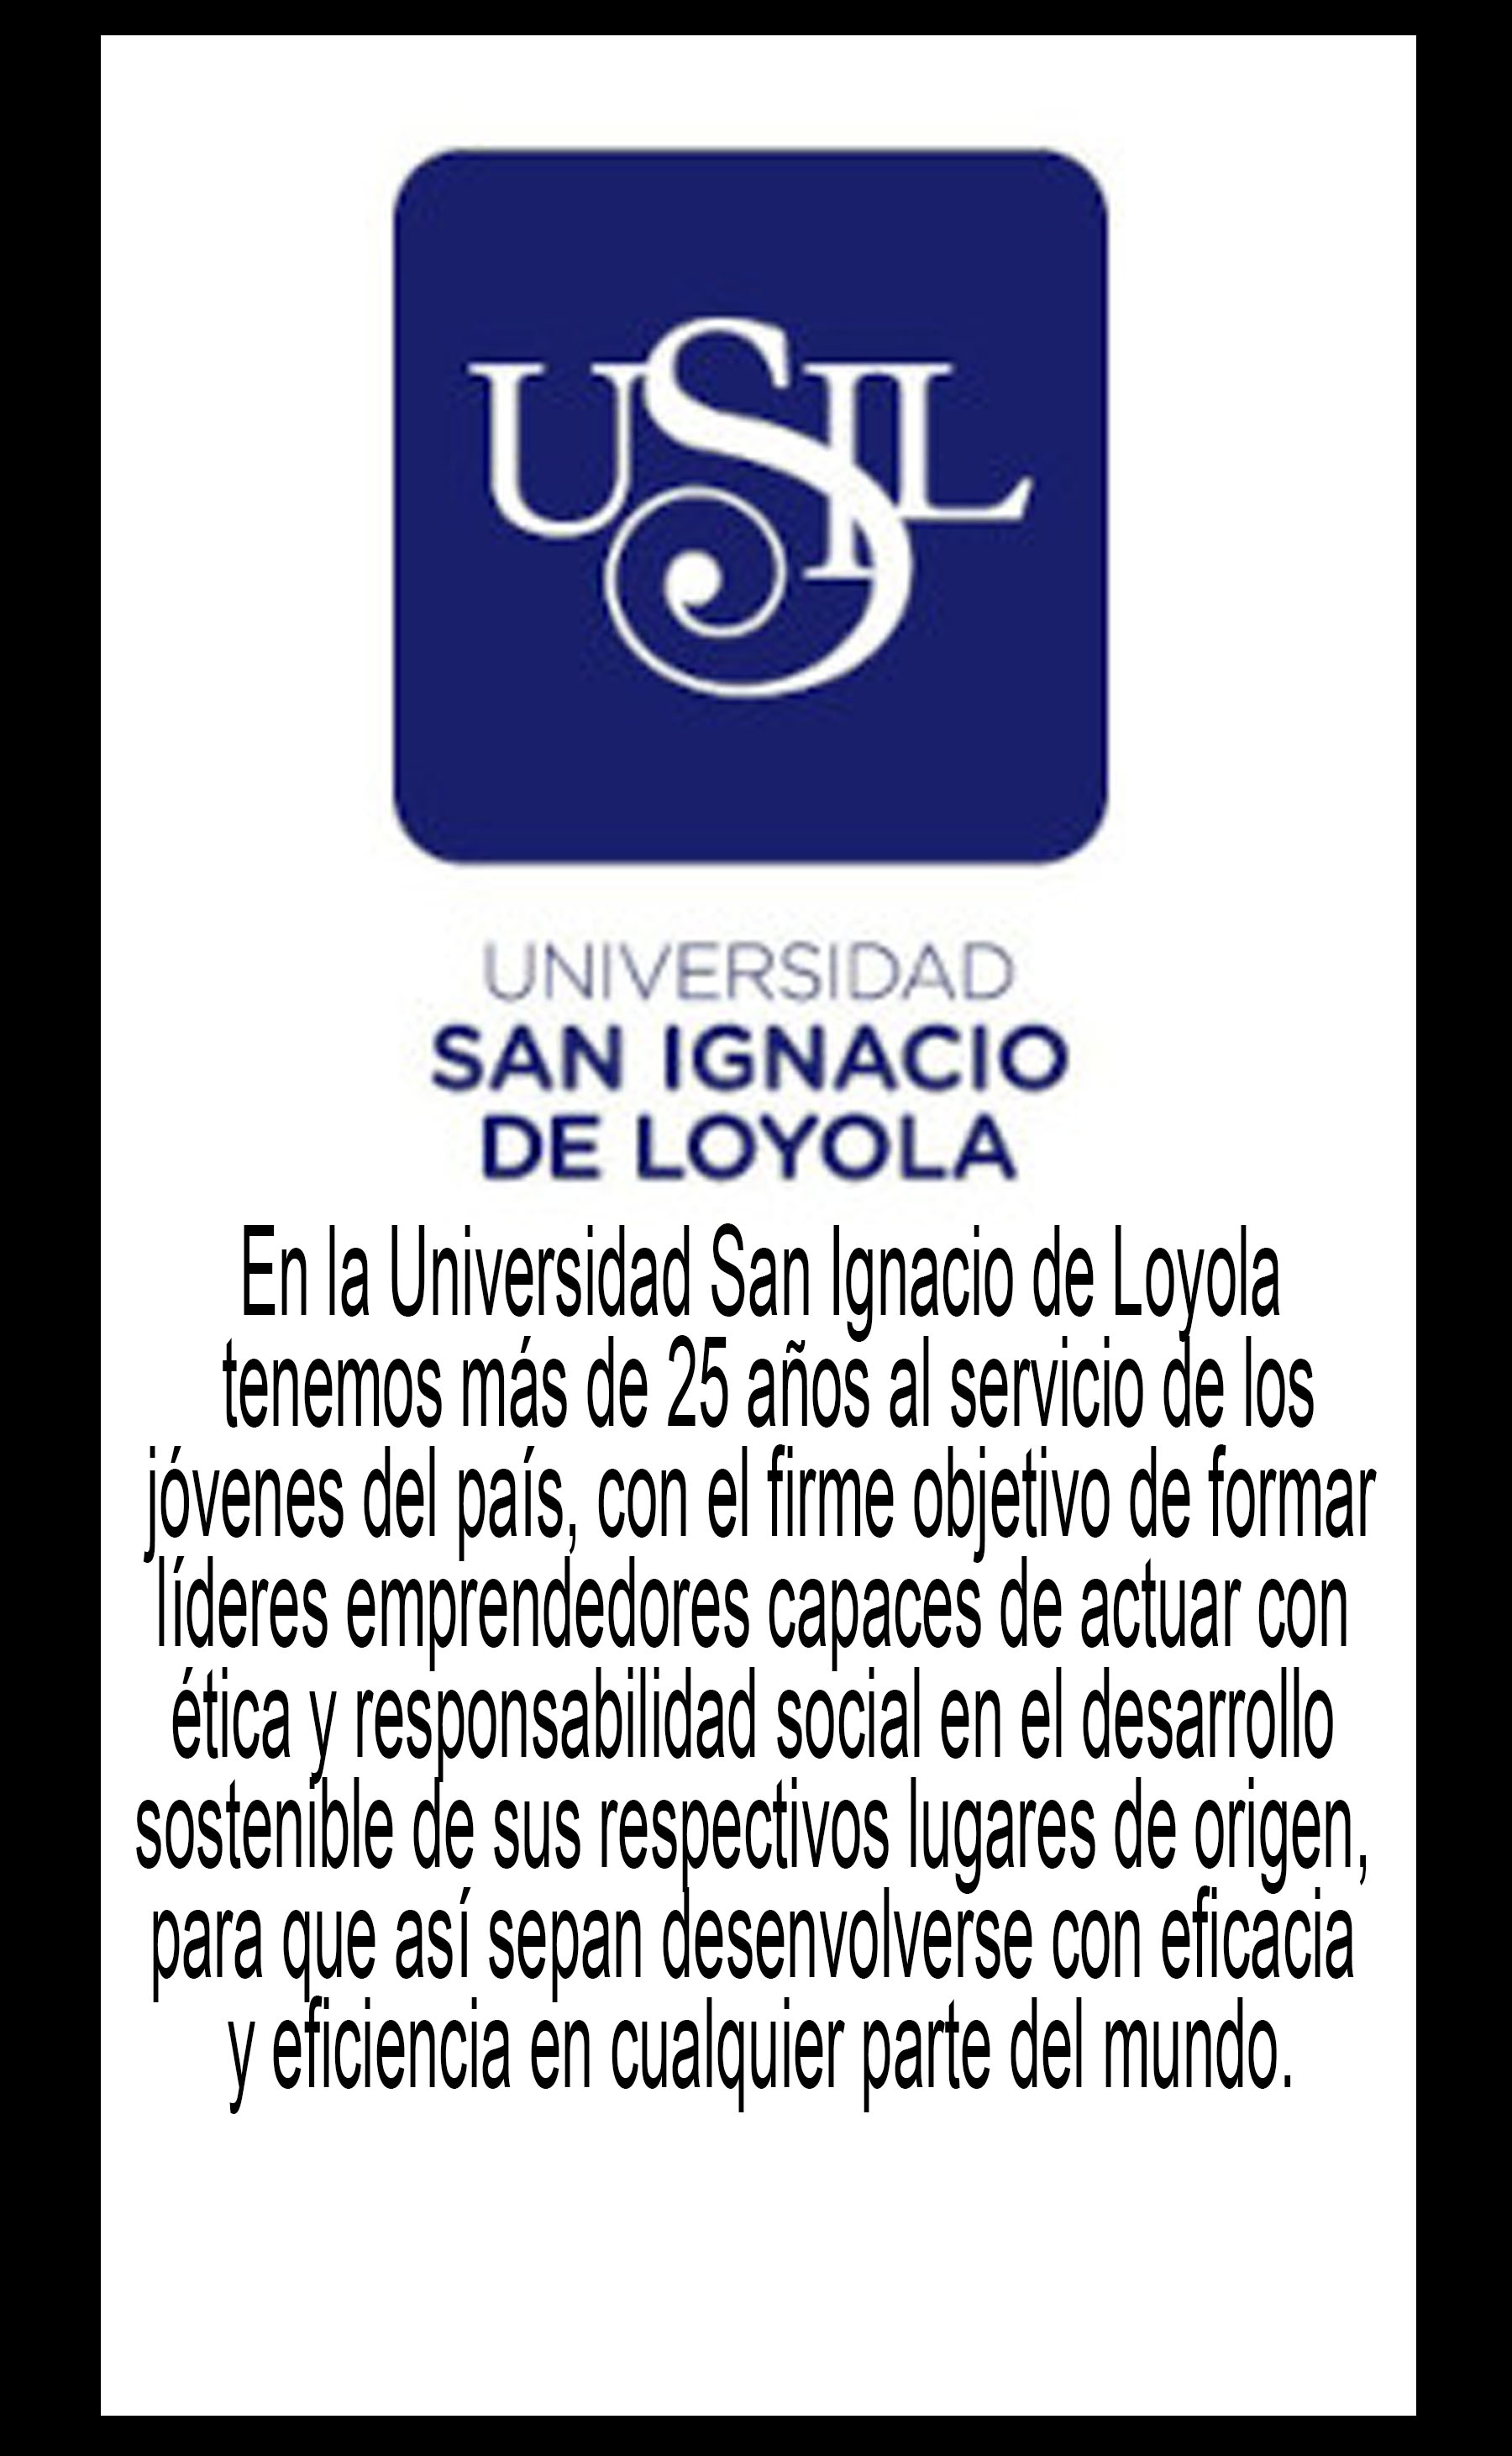 USIL
UNIVERSIDAD
SAN IGNACIO
DE LOYOLA
En la Universidad San Ignacio de Loyola
tenemos más de 25 años al servicio de los
jóvenes del país, con el firme objetivo de formar
líderes emprendedores capaces de actuar con
ética y responsabilidad social en el desarrollo
sostenible de sus respectivos lugares de origen,
para que así sepan desenvolverse con eficacia
y eficiencia en cualquier parte del mundo.